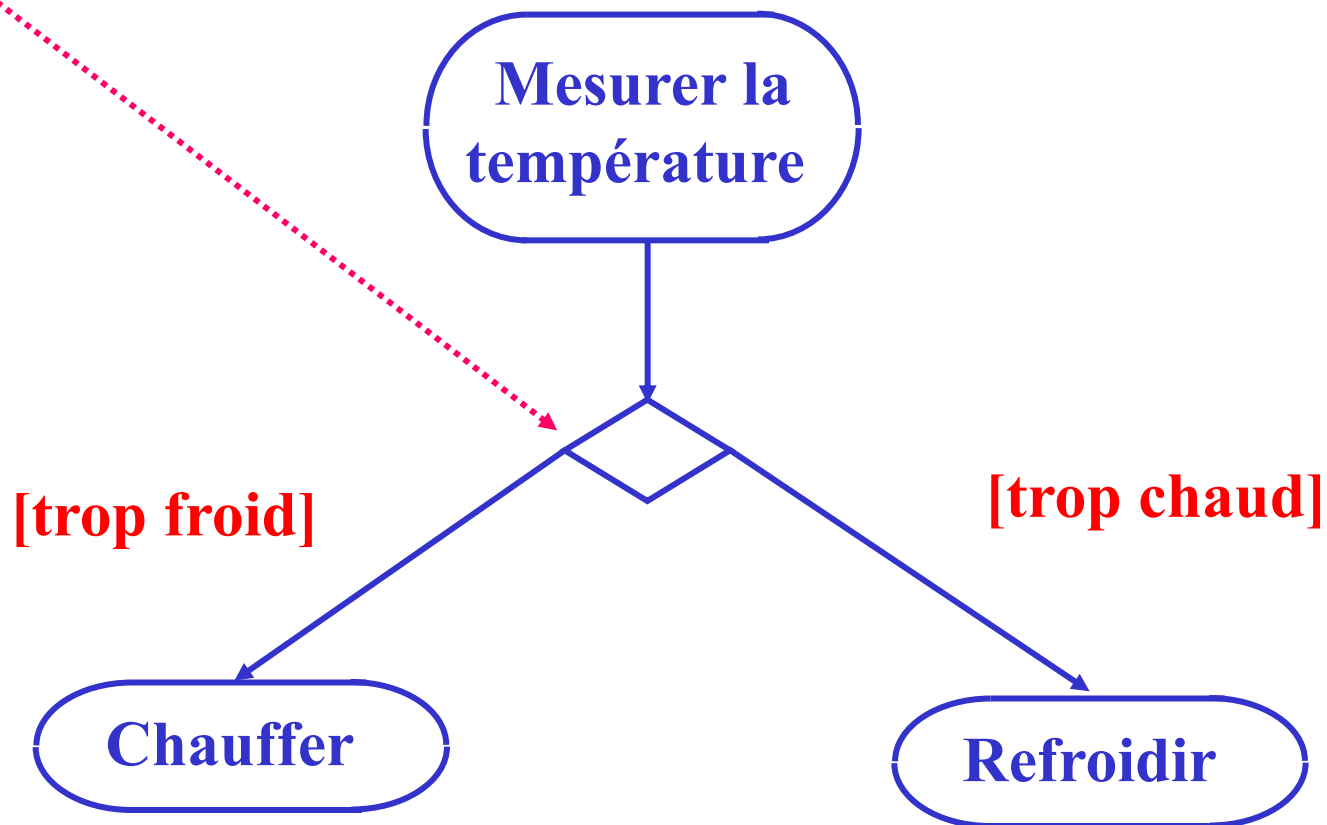 Mesurer la
température
[trop froid]
[trop chaud]
Chauffer
Refroidir